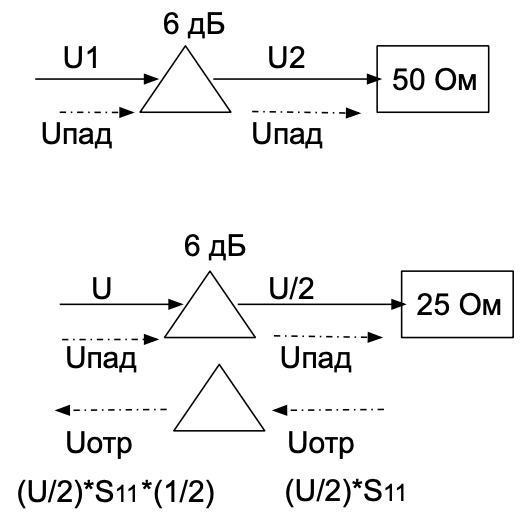 6 дБ
U1 U2 50 Ом
Uпад Uпад
6 дБ
U U/2 25 Ом
Uпад Uпад
Uотр Uотр
(U/2)*S11*(1/2) (U/2)*S11